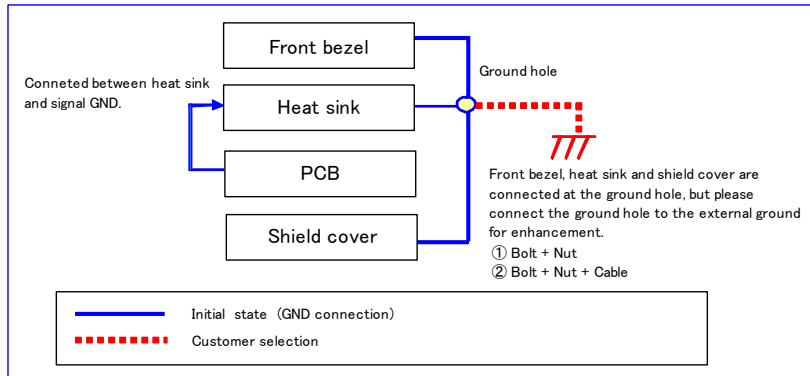 Front bezel
Ground hole
Conneted between heat sink
and signal GND.
Heat sink
PCB
Front bezel, heat sink and shield cover are
connected at the ground hole, but please
connect the ground hole to the external ground
for enhancement.
① Bolt + Nut
② Bolt + Nut + Cable
Shield cover
Initial state (GND connection)
Customer selection